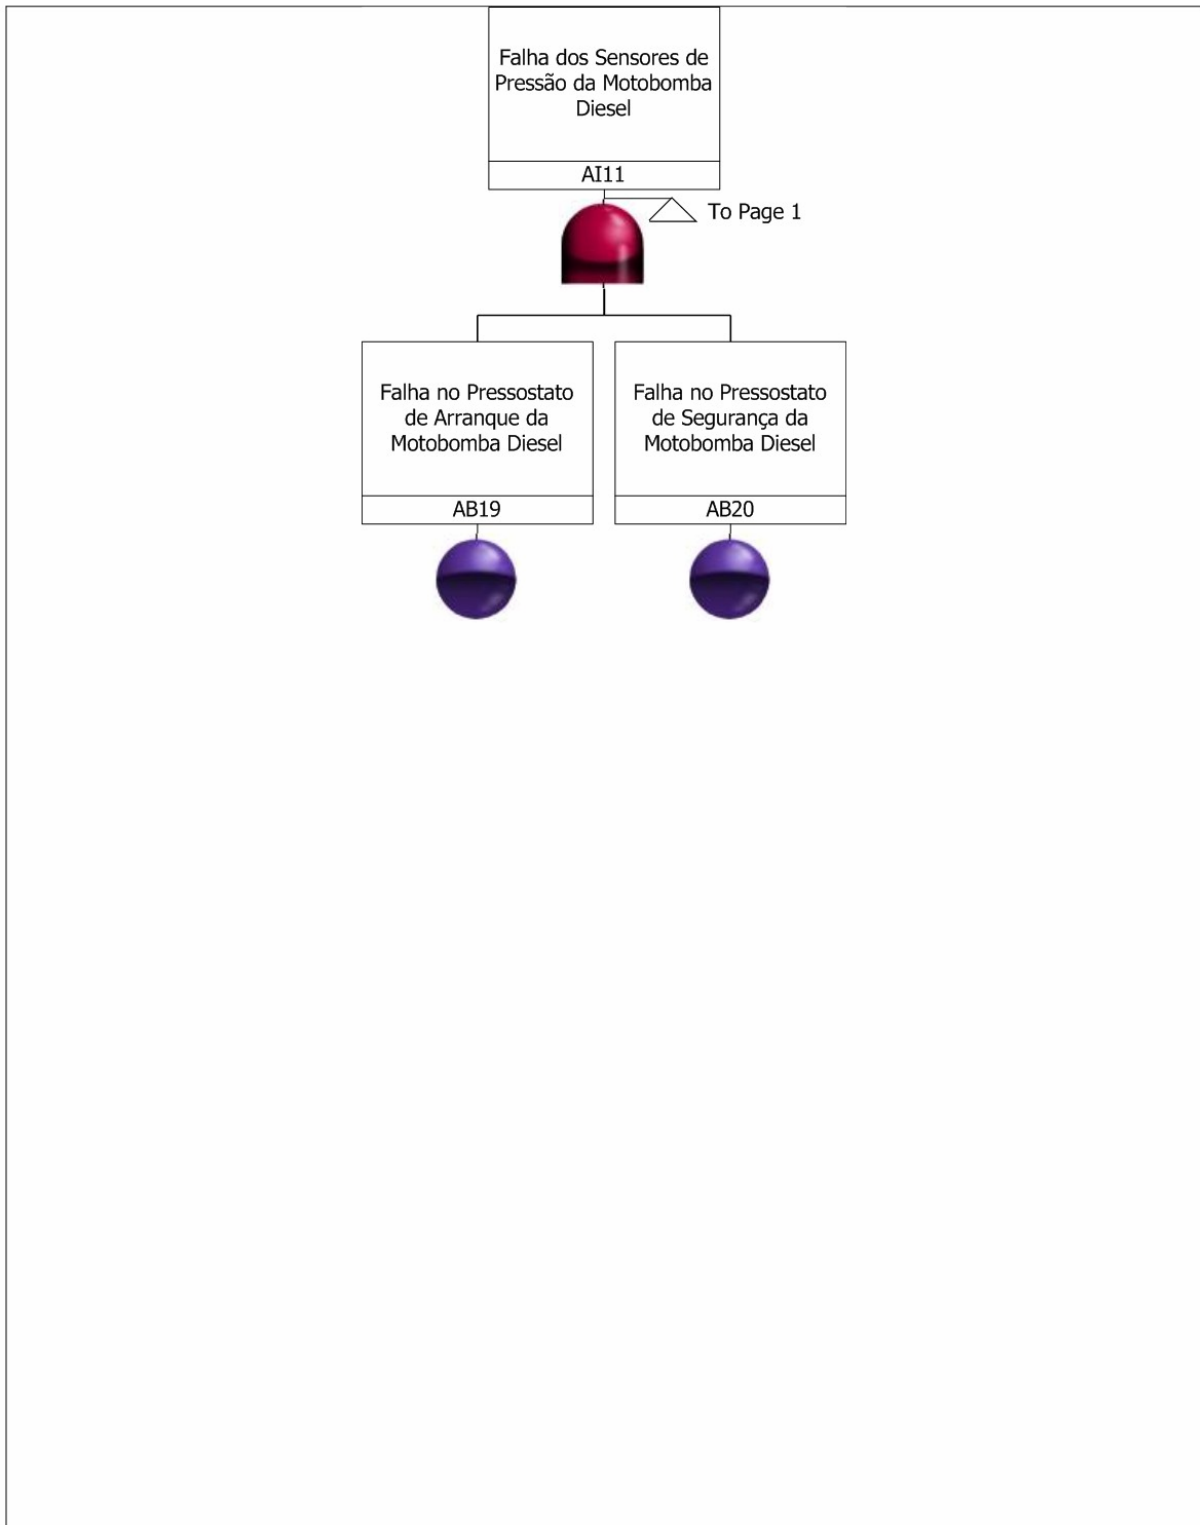 Falha dos Sensores de
Pressão da Motobomba
Diesel
AI11
To Page 1
Falha no Pressostato
de Arranque da
Motobomba Diesel
AB19
Falha no Pressostato
de Segurança da
Motobomba Diesel
AB20